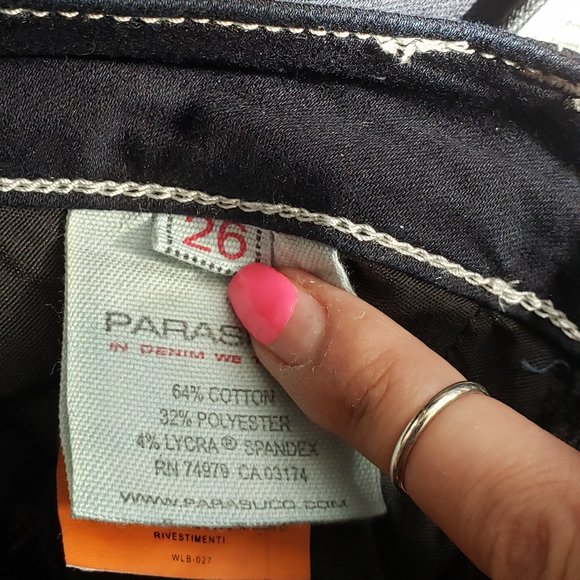 26
PARAS
IN DENIM WE
64% COTTON
32% POLYESTER
4% LYCRA® SPANDEX
RN 74979 CA 03174
WWW.PARASUCO.COM
RIVESTIMENTI
WLB-027